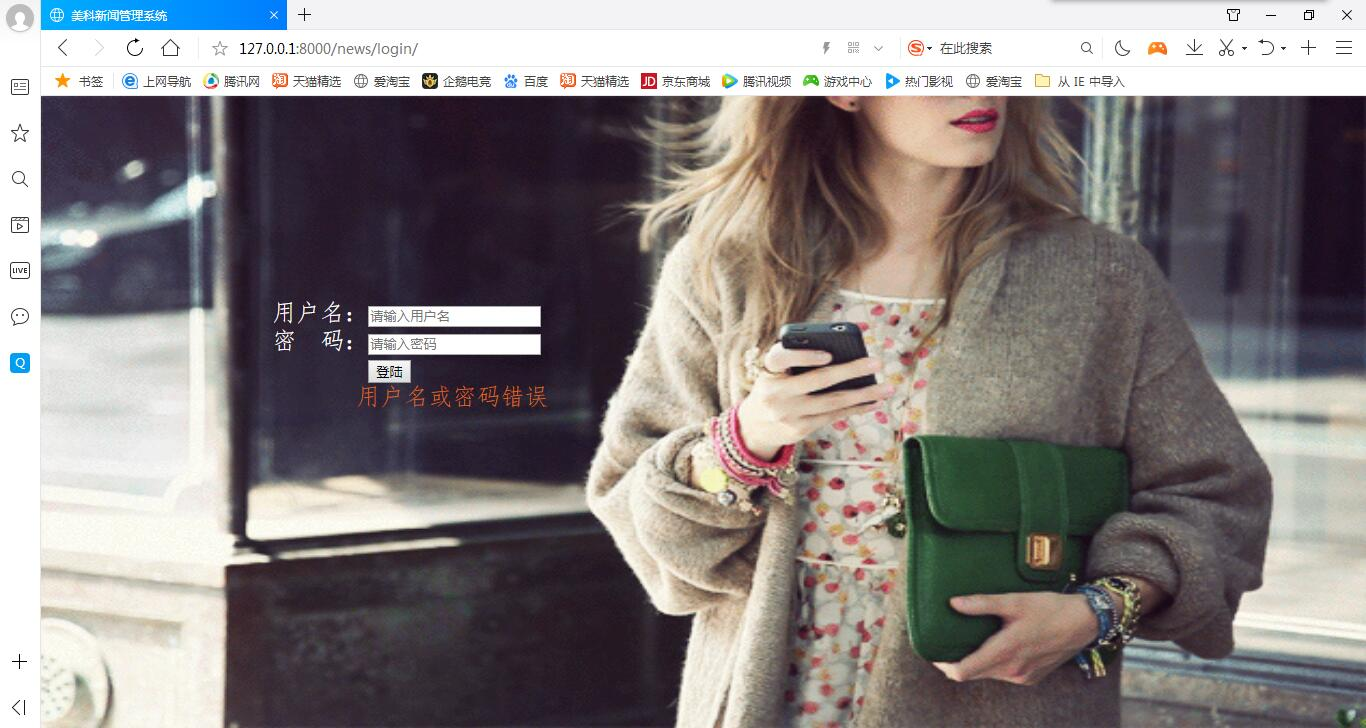 美科新闻管理系统
127.0.0.1:8000/news/login/
在此搜索
书签 上网导航 腾讯网 天猫精选 爱淘宝 企鹅电竞 百度 天猫精选 京东商城 腾讯视频 游戏中心 热门影视 爱淘宝 从 IE 中导入
LIVE
Q
用户名： 请输入用户名
密 码： 请输入密码
登陆
用户名或密码错误